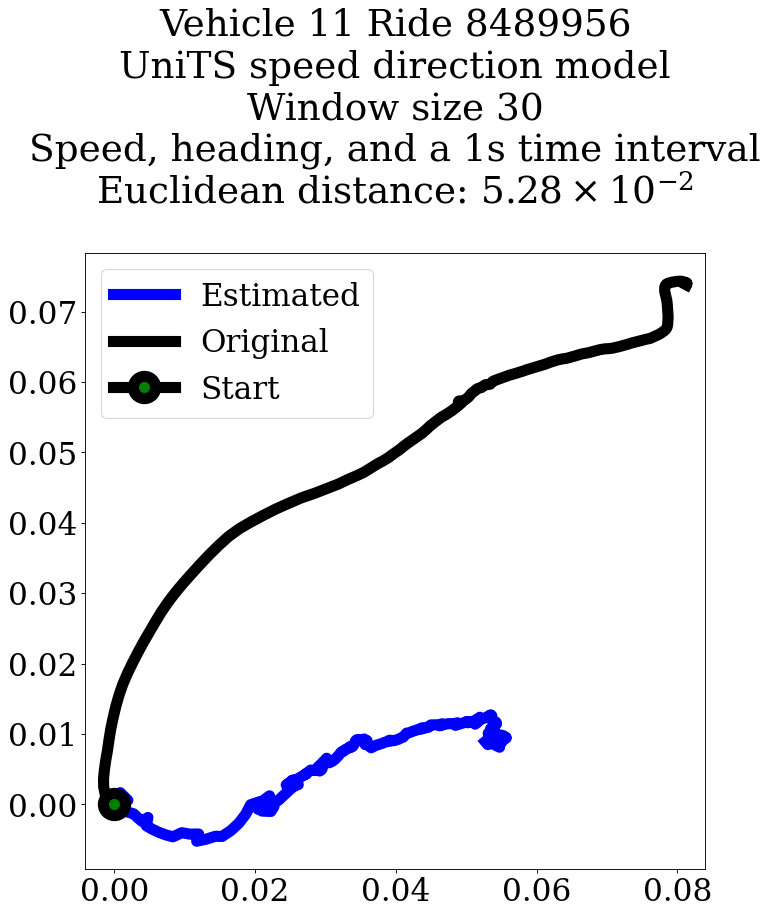 Vehicle 11 Ride 8489956
UniTS speed direction model
Window size 30
Speed, heading, and a 1s time interval
Euclidean distance: 5.28 × 10⁻²
Estimated
Original
Start
0.07
0.06
0.05
0.04
0.03
0.02
0.01
0.00
0.00 0.02 0.04 0.06 0.08